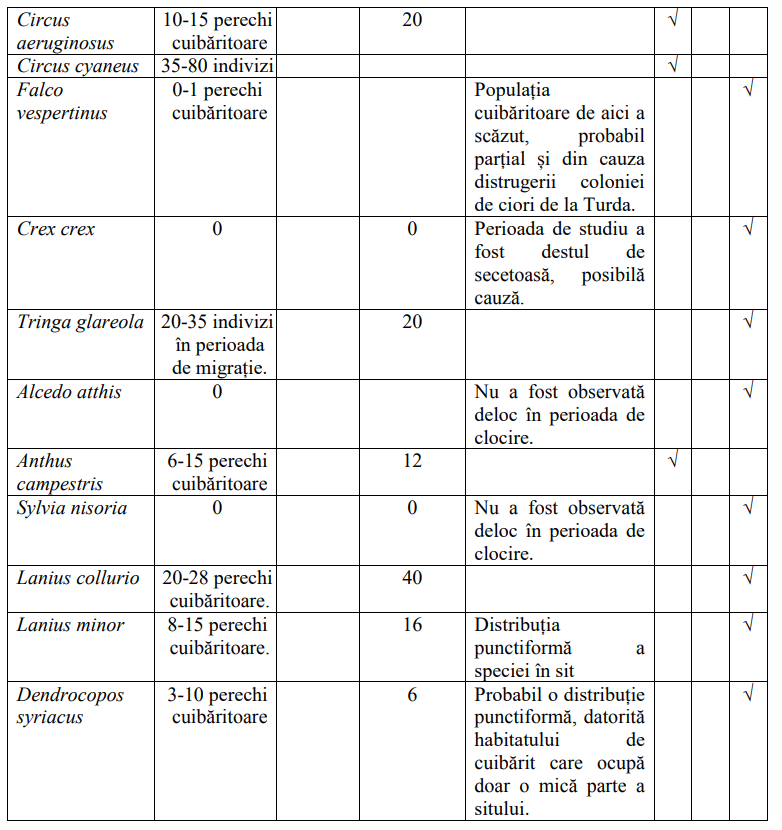 Circus 10-15 perechi 20 √
aeruginosus cuibăritoare
Circus cyaneus 35-80 indivizi √
Falco 0-1 perechi Populația √
vespertinus cuibăritoare cuibăritoare de aici a
scăzut, probabil
parțial și din cauza
distrugerii coloniei
de ciori de la Turda.
Crex crex 0 0 Perioada de studiu a √
fost destul de
secetoasă, posibilă
cauză.
Tringa glareola 20-35 indivizi 20 √
în perioada
de migrație.
Alcedo atthis 0 Nu a fost observată √
deloc în perioada de
clocire.
Anthus 6-15 perechi 12 √
campestris cuibăritoare
Sylvia nisoria 0 0 Nu a fost observată √
deloc în perioada de
clocire.
Lanius collurio 20-28 perechi 40 √
cuibăritoare.
Lanius minor 8-15 perechi 16 Distribuția √
cuibăritoare. punctiformă a
speciei în sit
Dendrocopos 3-10 perechi 6 Probabil o distribuție √
syriacus cuibăritoare punctiformă, datorită
habitatului de
cuibărit care ocupă
doar o mică parte a
sitului.